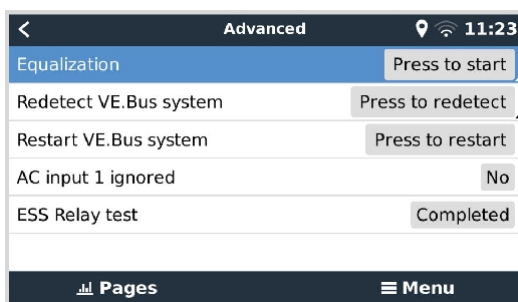 Advanced 11:23
Equalization Press to start
Redetect VE.Bus system Press to redetect
Restart VE.Bus system Press to restart
AC input 1 ignored No
ESS Relay test Completed
Pages Menu